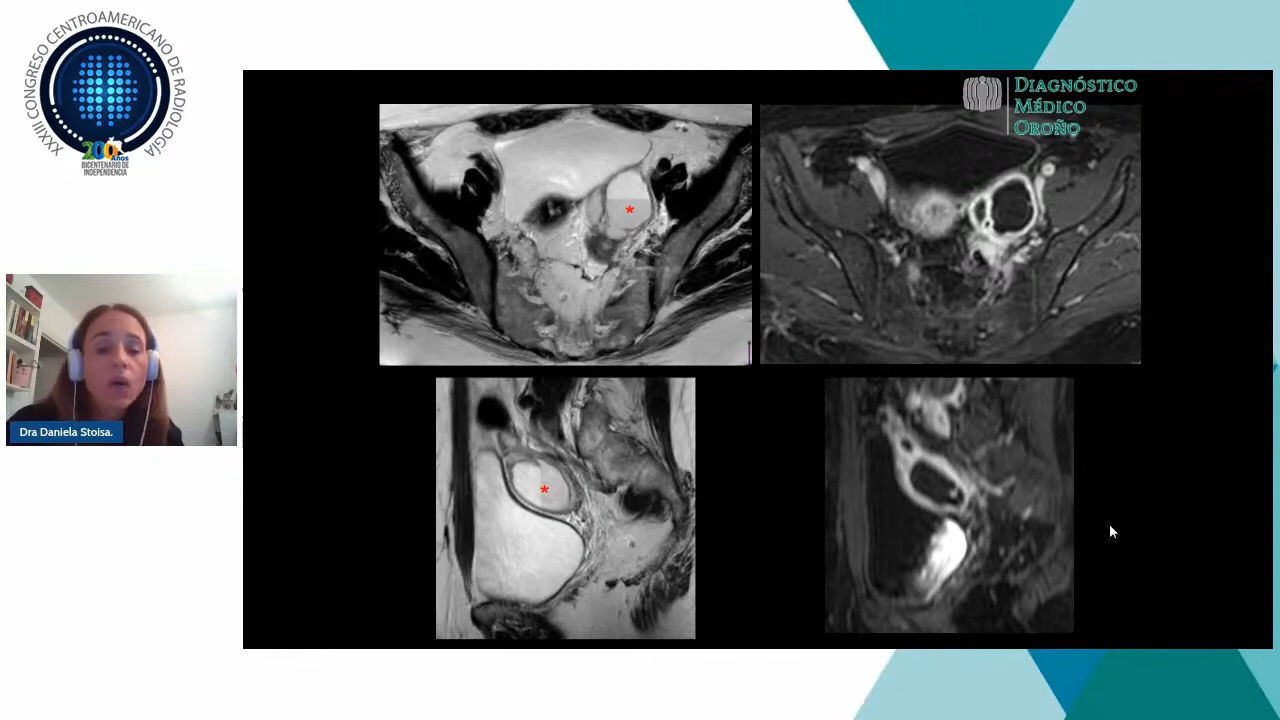 XXXIII CONGRESO CENTROAMERICANO DE RADIOLOGÍA
200 Años
BICENTENARIO DE
INDEPENDENCIA
DIAGNÓSTICO
MÉDICO
OROÑO
*
*
Dra Daniela Stoisa.